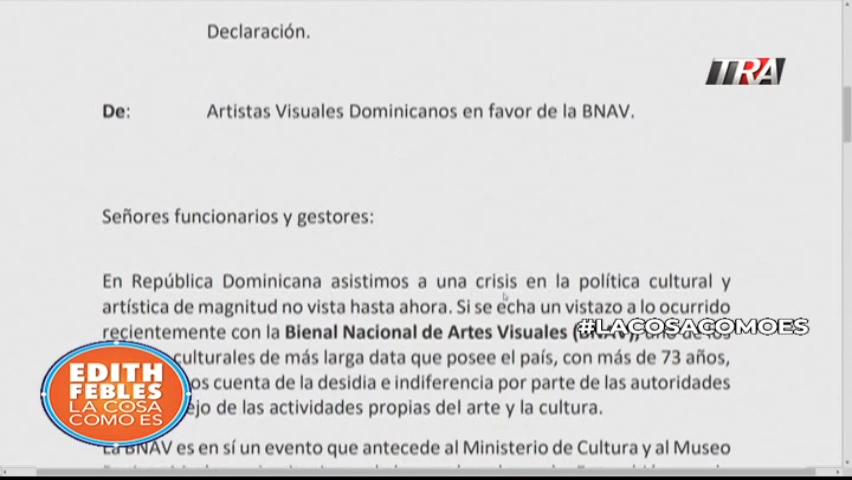 Declaración.
TRA
De: Artistas Visuales Dominicanos en favor de la BNAV.
Señores funcionarios y gestores:
En República Dominicana asistimos a una crisis en la política cultural y
artística de magnitud no vista hasta ahora. Si se echa un vistazo a lo ocurrido
recientemente con la Bienal Nacional de Artes Visuales
#LACOSACOMOES
culturales de más larga data que posee el país, con más de 73 años,
cuenta de la desidia e indiferencia por parte de las autoridades
de las actividades propias del arte y la cultura.
La BNAV es en sí un evento que antecede al Ministerio de Cultura y al Museo
EDITH
FEBLES
LA COSA
COMO ES